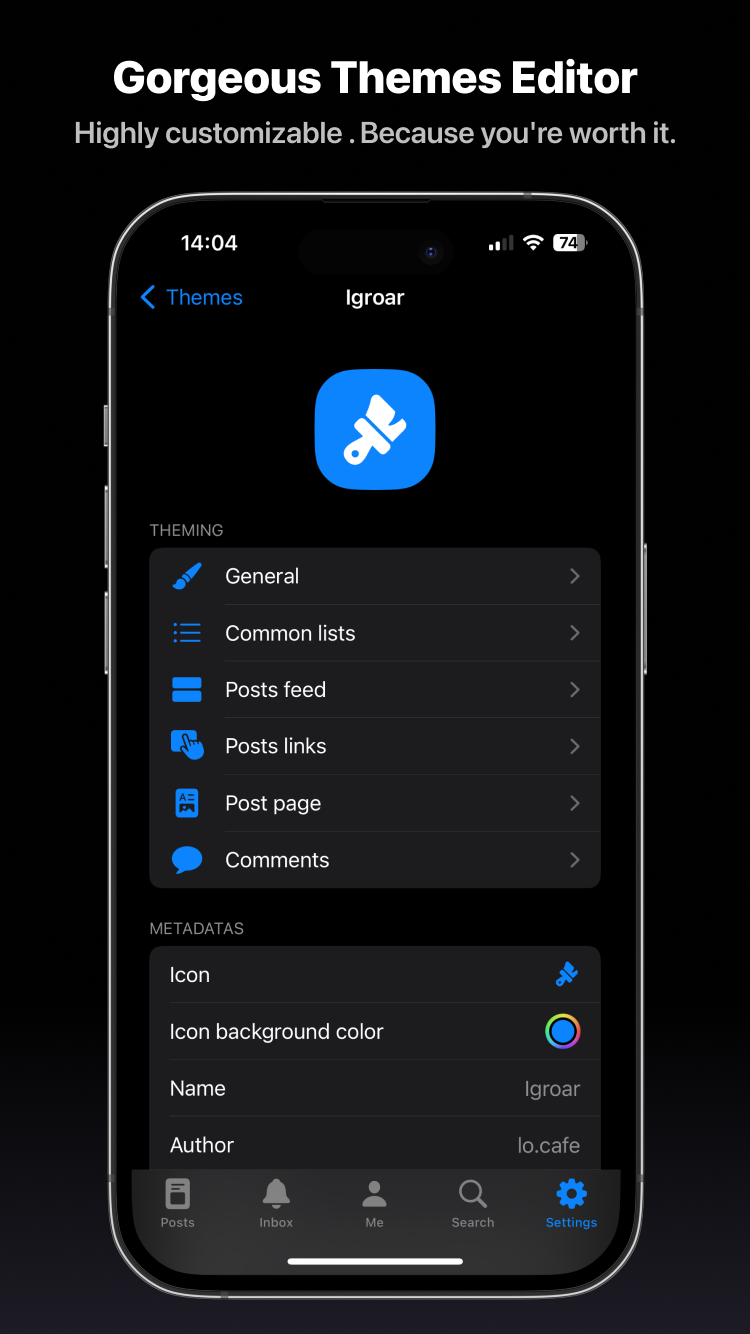 Gorgeous Themes Editor
Highly customizable . Because you're worth it.
14:04
74
Themes
Igroar
THEMING
General
Common lists
Posts feed
Posts links
Post page
Comments
METADATAS
Icon
Icon background color
Name
Igroar
Author
lo.cafe
Posts
Inbox
Me
Search
Settings